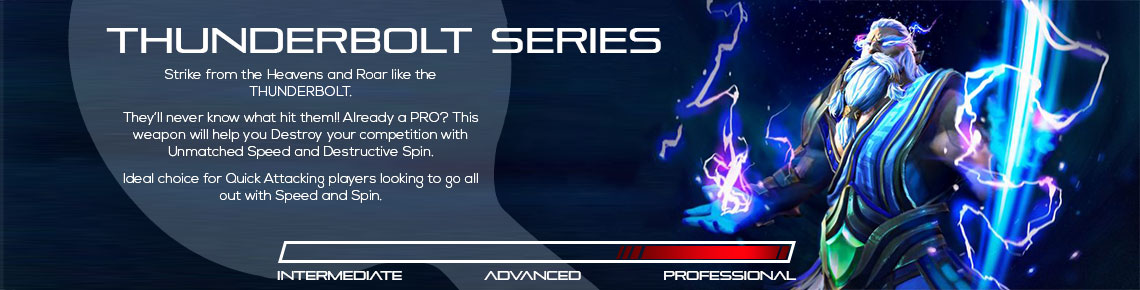 THUNDERBOLT SERIES
Strike from the Heavens and Roar like the
THUNDERBOLT.
They'll never know what hit them!! Already a PRO? This
weapon will help you Destroy your competition with
Unmatched Speed and Destructive Spin.
Ideal choice for Quick Attacking players looking to go all
out with Speed and Spin.
INTERMEDIATE ADVANCED PROFESSIONAL